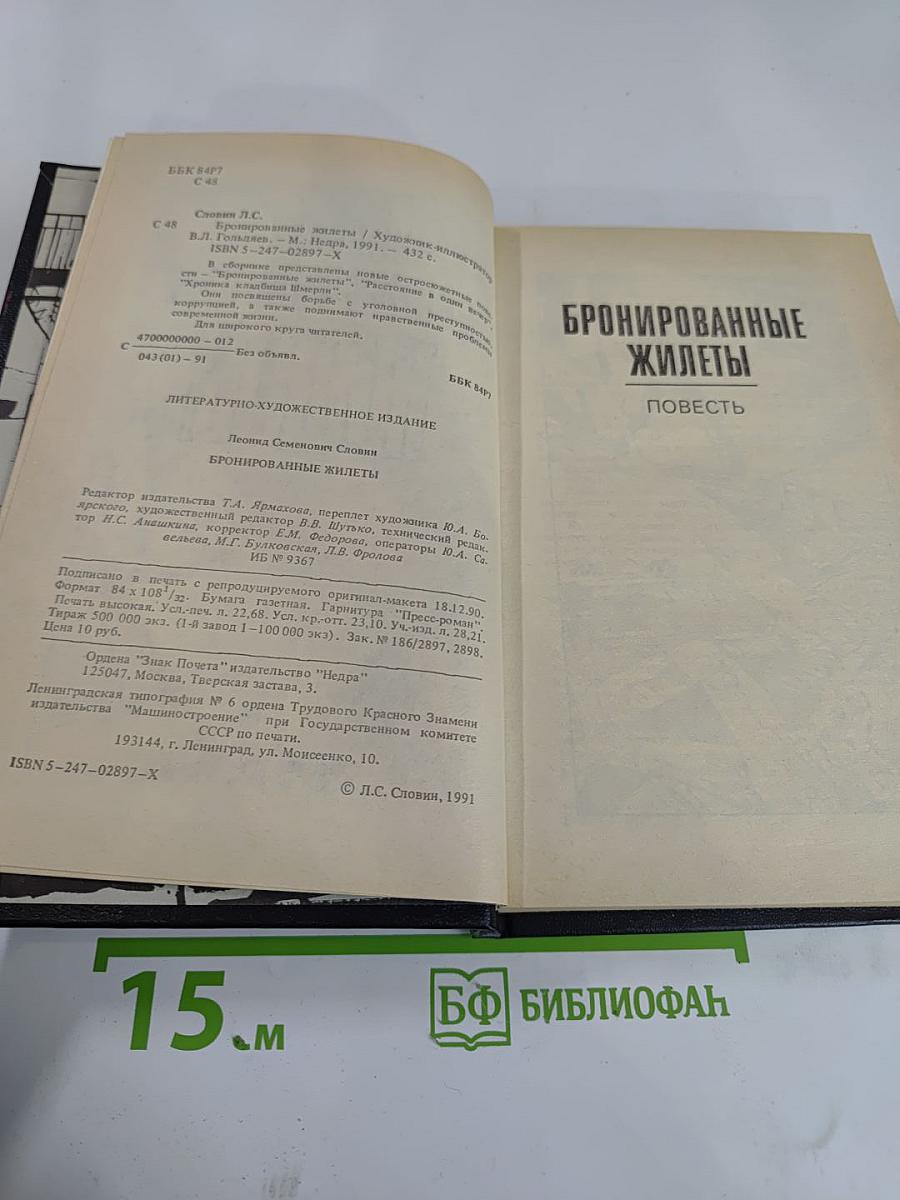 ББК 84Р7
С 48
Словин Л.С.
С 48 Бронированные жилеты / Художник-иллюстратор
В.Л. Гольдяев. — М.: Недра, 1991. — 432 с.
ISBN 5-247-02897-X
В сборнике представлены новые остросюжетные пове-
сти — "Бронированные жилеты". "Расстояние в один вечер".
"Хроника кладбища Шмерли".
Они посвящены борьбе с уголовной преступностью,
коррупцией, а также поднимают нравственные проблемы
современной жизни.
Для широкого круга читателей.
С 4700000000 — 012
043(01) — 91 Без объявл.
ББК 84Р7
ЛИТЕРАТУРНО-ХУДОЖЕСТВЕННОЕ ИЗДАНИЕ
Леонид Семенович Словин
БРОНИРОВАННЫЕ ЖИЛЕТЫ
Редактор издательства Т.А. Ярмахова, переплет художника Ю.А. Бо-
ярского, художественный редактор В.В. Шутько, технический редак-
тор Н.С. Анашкина, корректор Е.М. Федорова, операторы Ю.А. Са-
вельева, М.Г. Булковская, Л.В. Фролова
ИБ № 9367
Подписано в печать с репродуцируемого оригинал-макета 18.12.90.
Формат 84 х 108 1/32. Бумага газетная. Гарнитура "Пресс-роман".
Печать высокая. Усл.-печ. л. 22,68. Усл. кр.-отт. 23,10. Уч.-изд. л. 28,21.
Тираж 500 000 экз. (1-й завод 1—100 000 экз). Зак. № 186/2897, 2898.
Цена 10 руб.
Ордена "Знак Почета" издательство "Недра"
125047, Москва, Тверская застава, 3.
Ленинградская типография № 6 ордена Трудового Красного Знамени
издательства "Машиностроение" при Государственном комитете
СССР по печати.
193144, г. Ленинград, ул. Моисеенко, 10.
ISBN 5—247—02897—X
© Л.С. Словин, 1991
БРОНИРОВАННЫЕ
ЖИЛЕТЫ
ПОВЕСТЬ
15 см
БФ БИБЛИОФАН